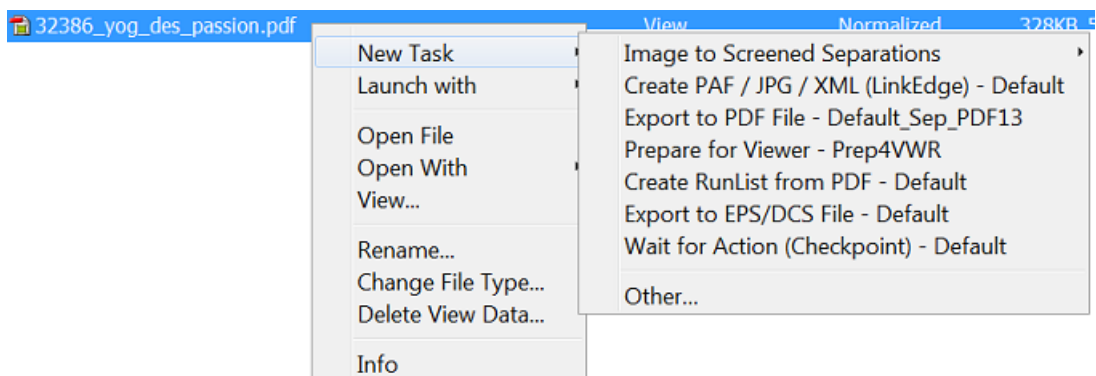 32386_yog_des_passion.pdf View Normalized 328KB
New Task
Launch with
Open File
Open With
View...
Rename...
Change File Type...
Delete View Data...
Info
Image to Screened Separations
Create PAF / JPG / XML (LinkEdge) - Default
Export to PDF File - Default_Sep_PDF13
Prepare for Viewer - Prep4VWR
Create RunList from PDF - Default
Export to EPS/DCS File - Default
Wait for Action (Checkpoint) - Default
Other...